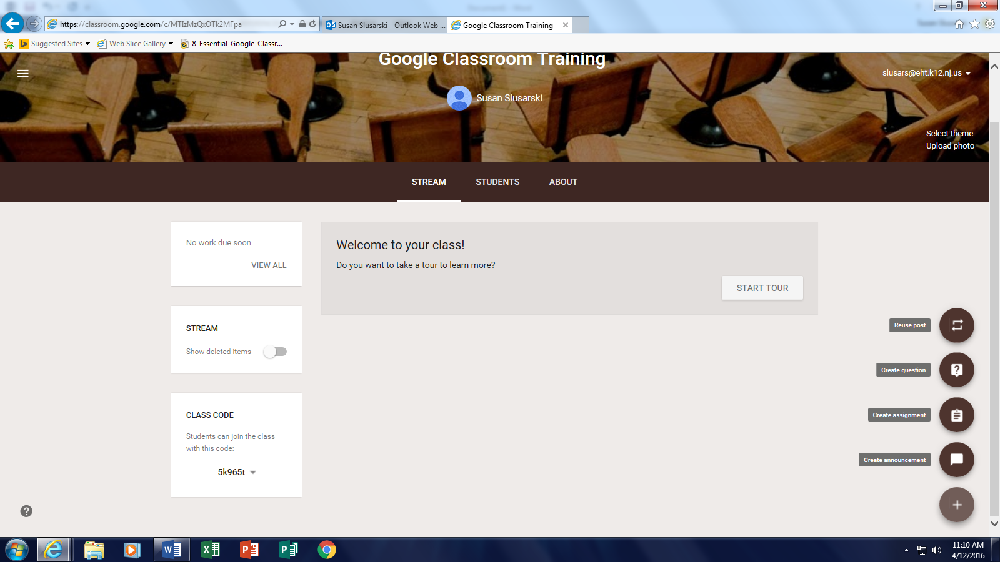 https://classroom.google.com/c/MTIzMzQxOTk2MFpa
Susan Slusarski - Outlook Web ...
Google Classroom Training
Suggested Sites
Web Slice Gallery
8-Essential-Google-Classr...
Google Classroom Training
slusars@eht.k12.nj.us
Susan Slusarski
Select theme
Upload photo
STREAM
STUDENTS
ABOUT
No work due soon
VIEW ALL
Welcome to your class!
Do you want to take a tour to learn more?
START TOUR
STREAM
Show deleted items
CLASS CODE
Students can join the class
with this code:
5k965t
Reuse post
Create question
Create assignment
Create announcement
11:10 AM
4/12/2016